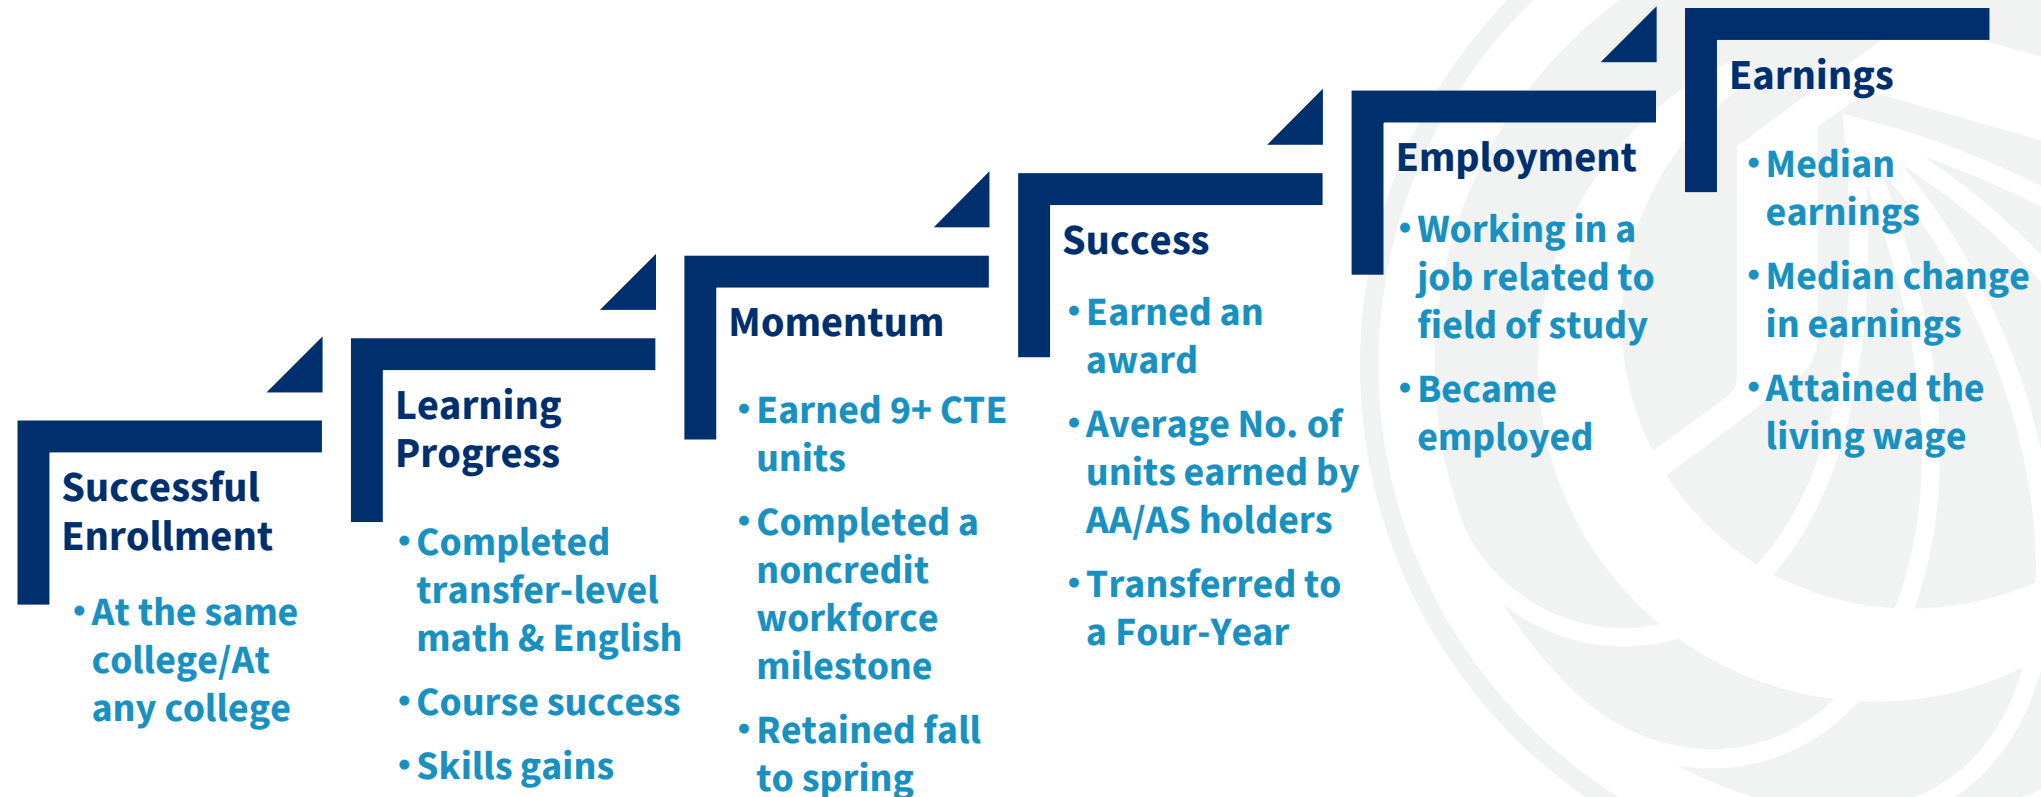 Successful
Enrollment
• At the same
college/At
any college
Learning
Progress
• Completed
transfer-level
math & English
• Course success
• Skills gains
Momentum
• Earned 9+ CTE
units
• Completed a
noncredit
workforce
milestone
• Retained fall
to spring
Success
• Earned an
award
• Average No. of
units earned by
AA/AS holders
• Transferred to
a Four-Year
Employment
• Working in a
job related to
field of study
• Became
employed
Earnings
• Median
earnings
• Median change
in earnings
• Attained the
living wage